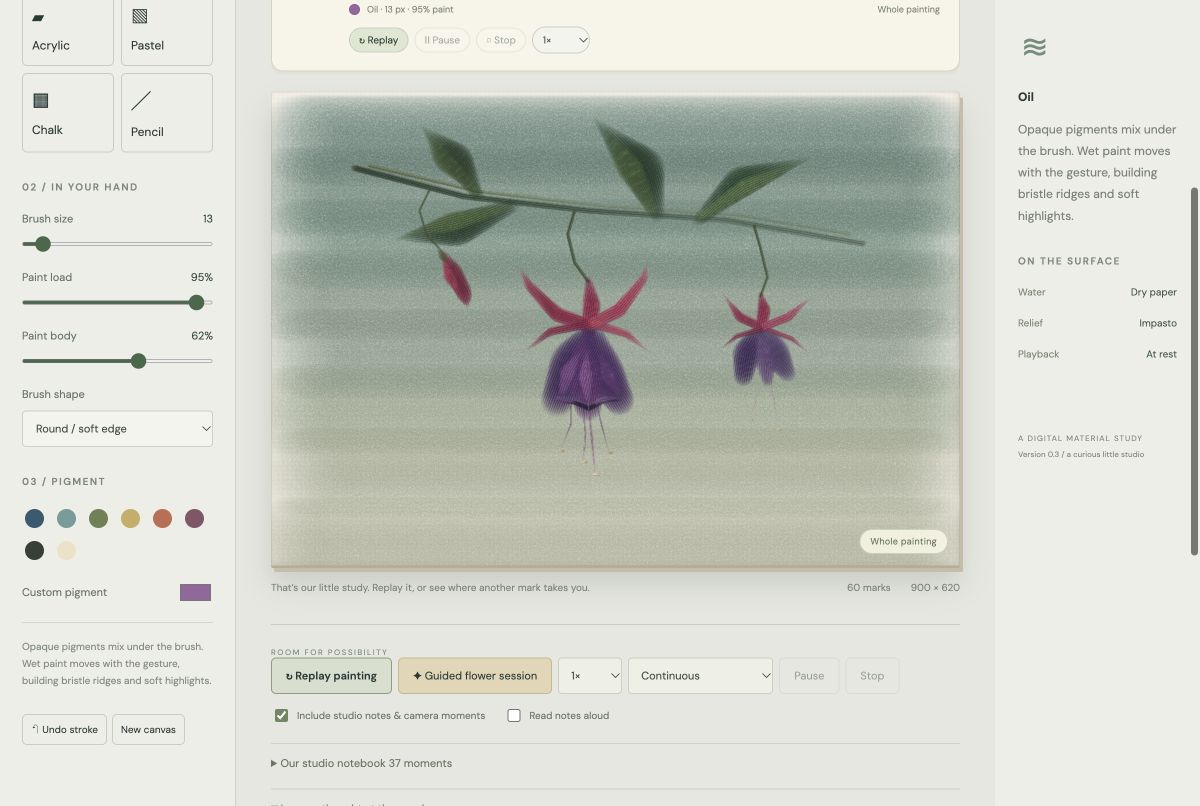 Acrylic
Pastel
Chalk
Pencil
02 / IN YOUR HAND
Brush size 13
Paint load 95%
Paint body 62%
Brush shape
Round / soft edge
03 / PIGMENT
Custom pigment
Opaque pigments mix under the brush.
Wet paint moves with the gesture,
building bristle ridges and soft highlights.
Undo stroke
New canvas
Oil · 13 px · 95% paint
Whole painting
↻ Replay
II Pause
Stop
1×
Whole painting
That's our little study. Replay it, or see where another mark takes you.
60 marks
900 × 620
ROOM FOR POSSIBILITY
↻ Replay painting
✦ Guided flower session
1×
Continuous
Pause
Stop
Include studio notes & camera moments
Read notes aloud
▶ Our studio notebook 37 moments
Oil
Opaque pigments mix under
the brush. Wet paint moves
with the gesture, building
bristle ridges and soft
highlights.
ON THE SURFACE
Water Dry paper
Relief Impasto
Playback At rest
A DIGITAL MATERIAL STUDY
Version 0.3 / a curious little studio